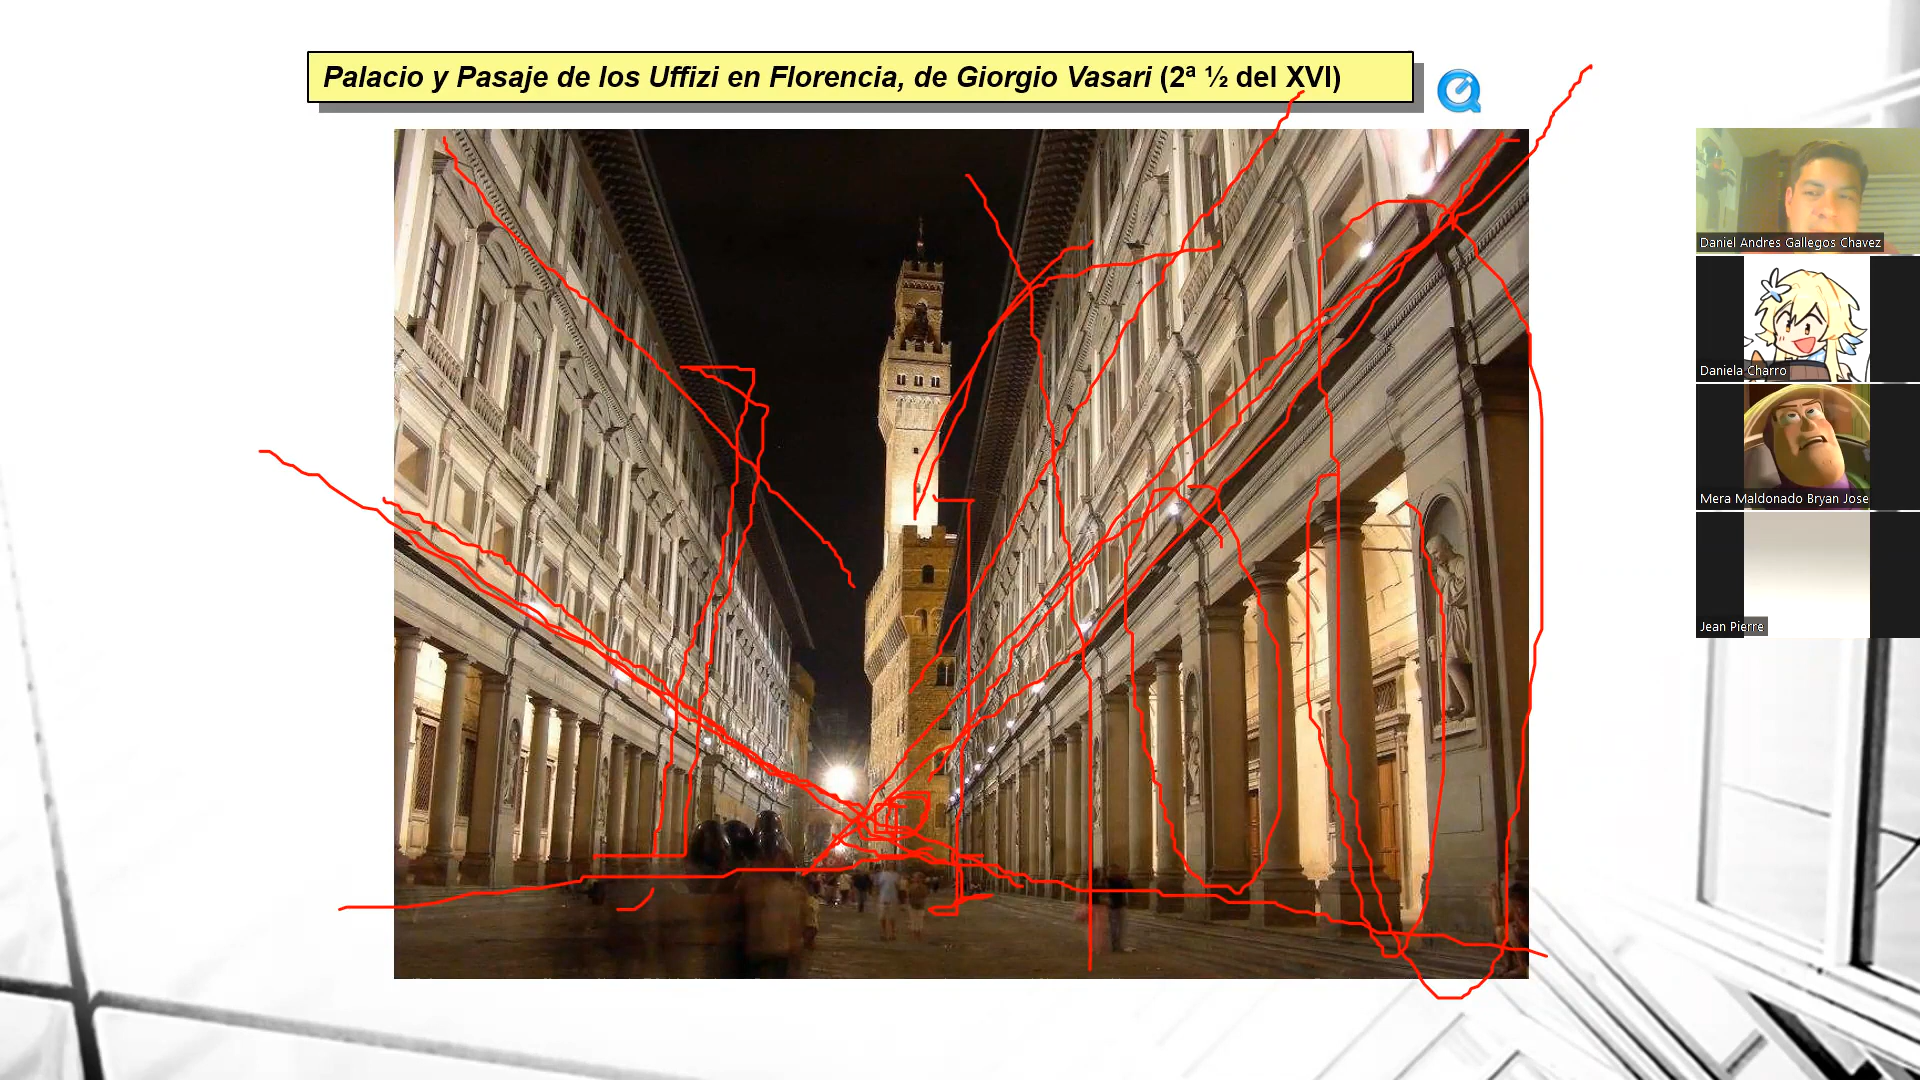 Palacio y Pasaje de los Uffizi en Florencia, de Giorgio Vasari (2ª ½ del XVI)
Daniel Andres Gallegos Chavez
Daniela Charro
Mera Maldonado Bryan Jose
Jean Pierre